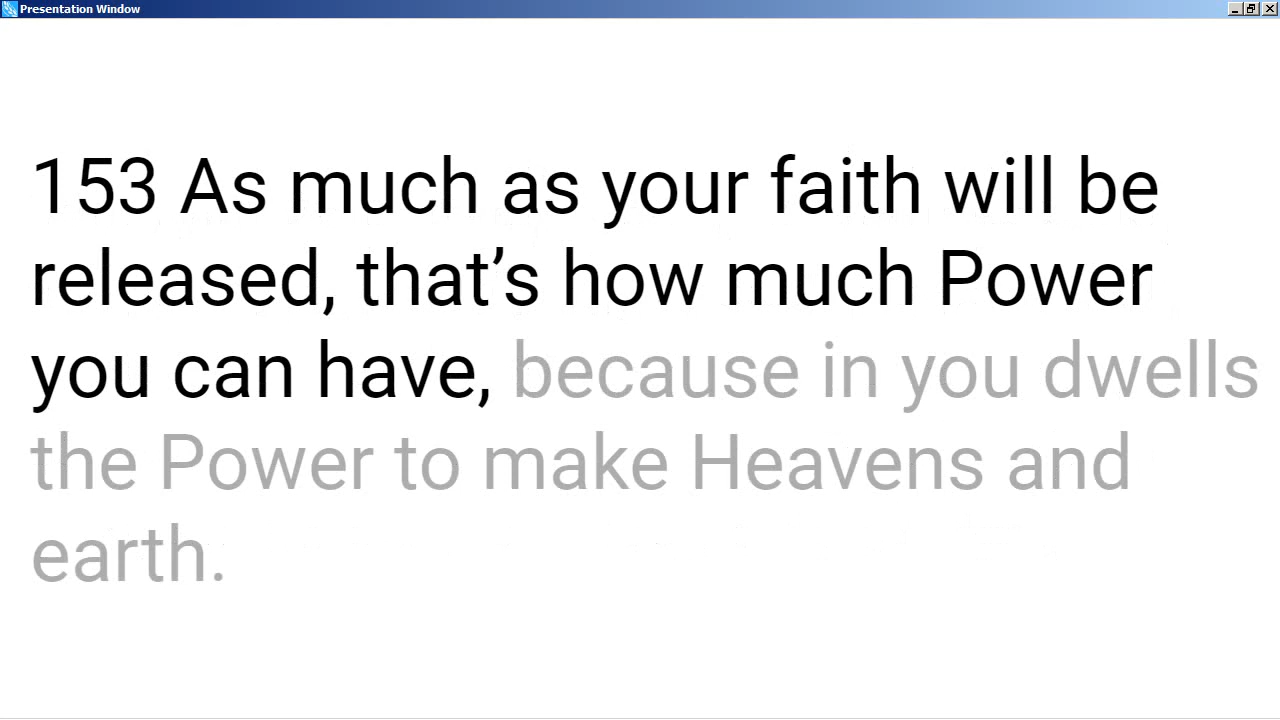 Presentation Window
153 As much as your faith will be
released, that’s how much Power
you can have, because in you dwells
the Power to make Heavens and
earth.